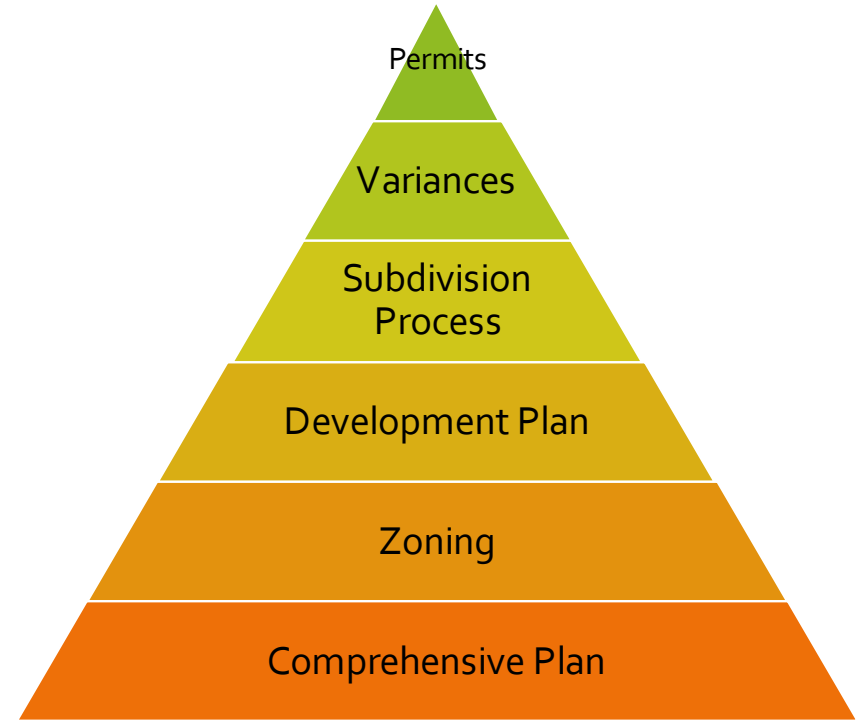 Permits
Variances
Subdivision
Process
Development Plan
Zoning
Comprehensive Plan